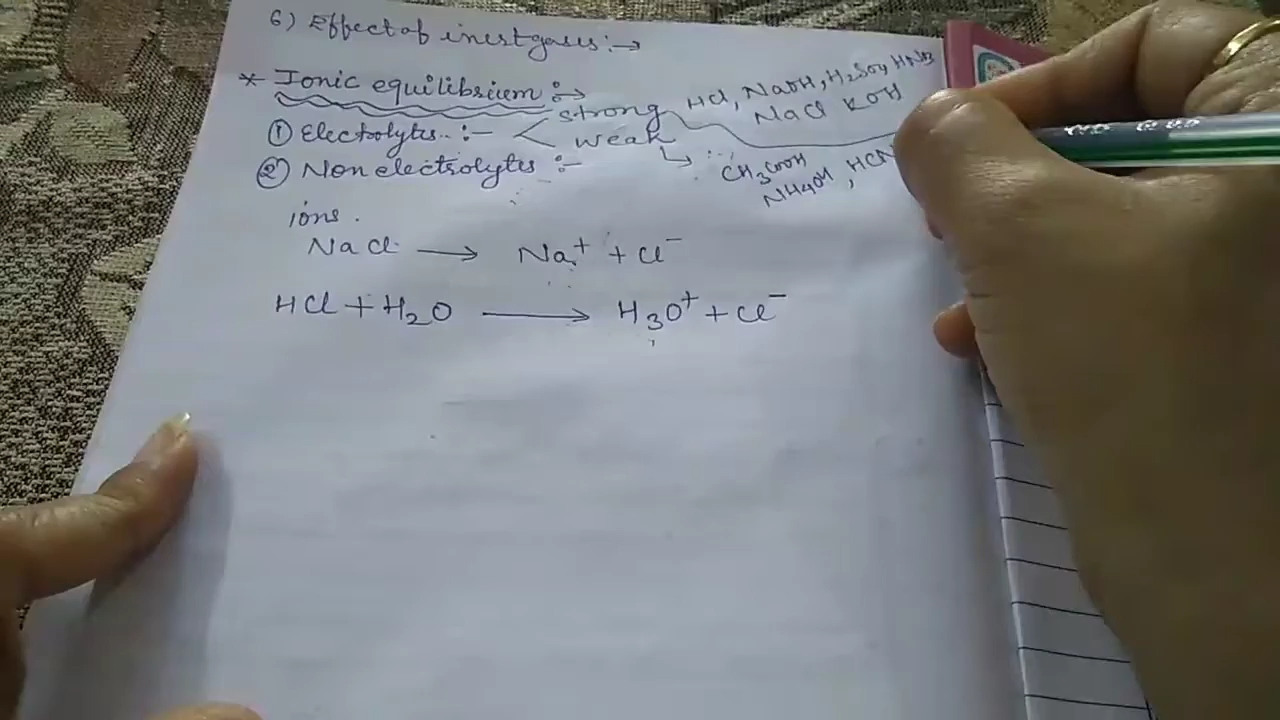 6) Effect of inert gases :→
* Ionic equilibrium :→
① Electrolytes :- < strong HCl, NaOH, H2SO4, HNO3
NaCl KOH
weak
CH3COOH
NH4OH, HCN
② Non electrolytes :-
ions .
NaCl → Na+ + Cl-
HCl + H2O → H3O+ + Cl-